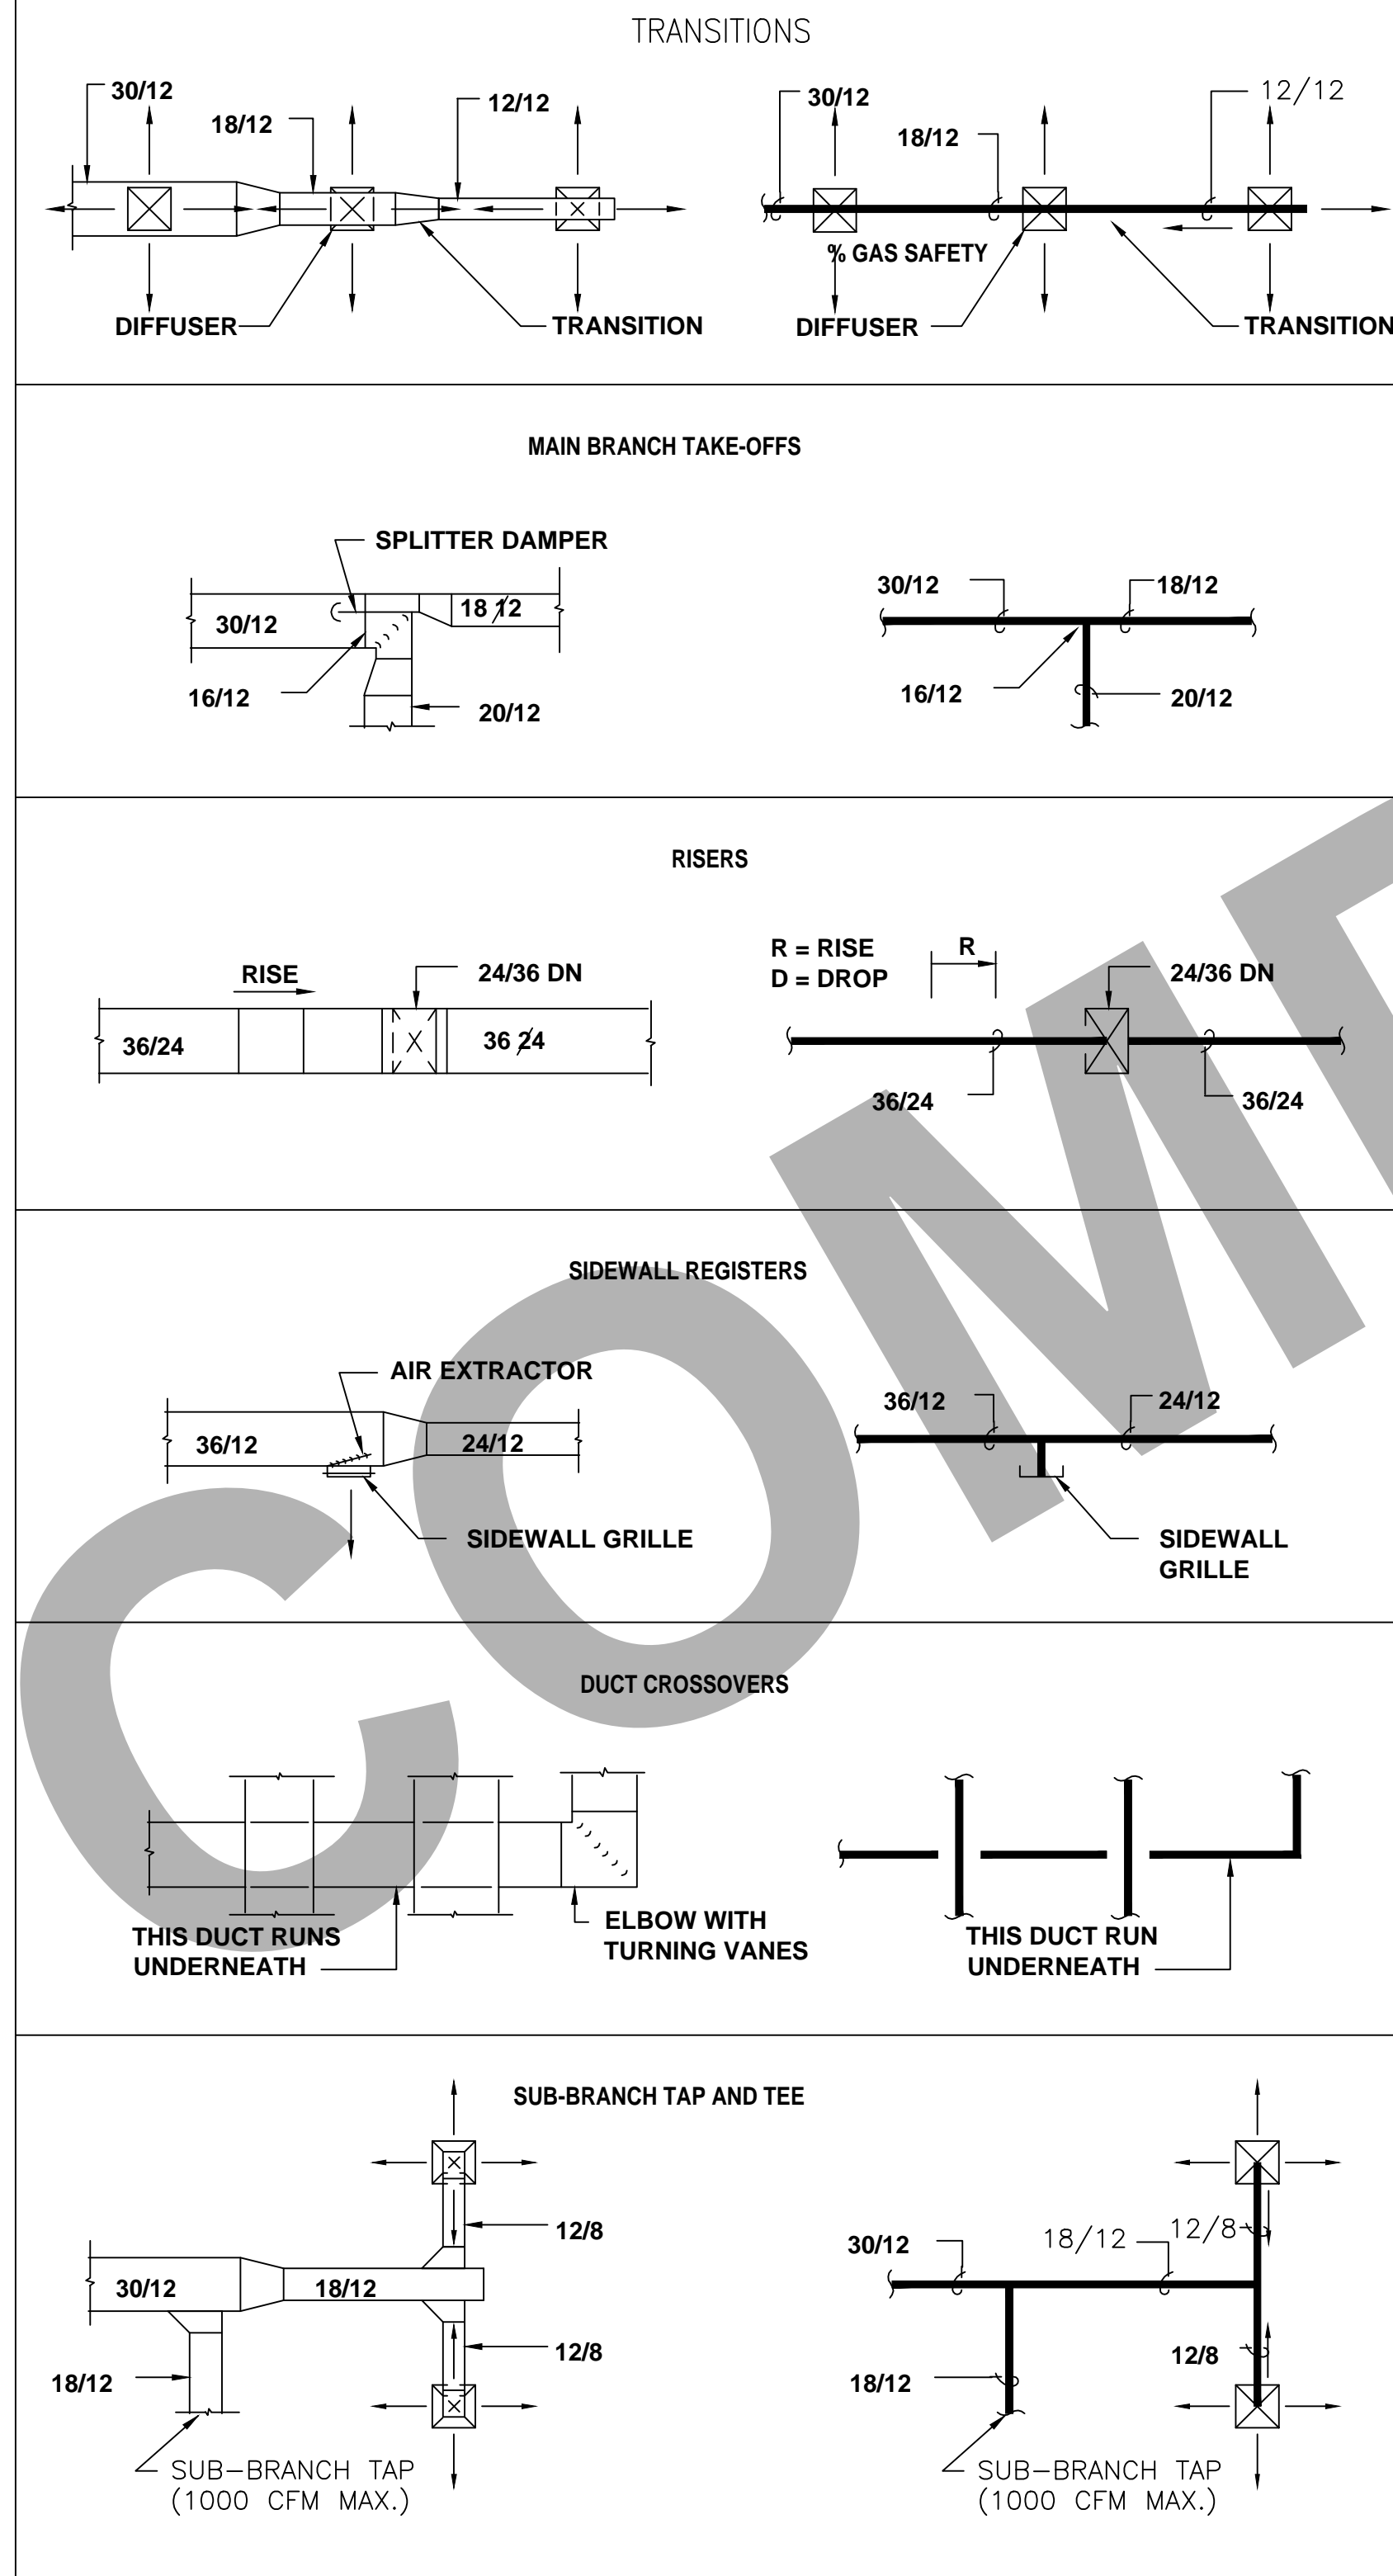 TRANSITIONS
30/12
18/12
12/12
DIFFUSER
TRANSITION
30/12
18/12
12/12
% GAS SAFETY
DIFFUSER
TRANSITION
MAIN BRANCH TAKE-OFFS
SPLITTER DAMPER
30/12
18/12
16/12
20/12
30/12
18/12
16/12
20/12
RISERS
RISE
24/36 DN
36/24
36/24
R = RISE
D = DROP
R
24/36 DN
36/24
36/24
SIDEWALL REGISTERS
AIR EXTRACTOR
36/12
24/12
SIDEWALL GRILLE
36/12
24/12
SIDEWALL
GRILLE
DUCT CROSSOVERS
THIS DUCT RUNS
UNDERNEATH
ELBOW WITH
TURNING VANES
THIS DUCT RUN
UNDERNEATH
SUB-BRANCH TAP AND TEE
12/8
30/12
18/12
12/8
18/12
SUB-BRANCH TAP
(1000 CFM MAX.)
30/12
18/12
12/8
12/8
18/12
SUB-BRANCH TAP
(1000 CFM MAX.)
COM